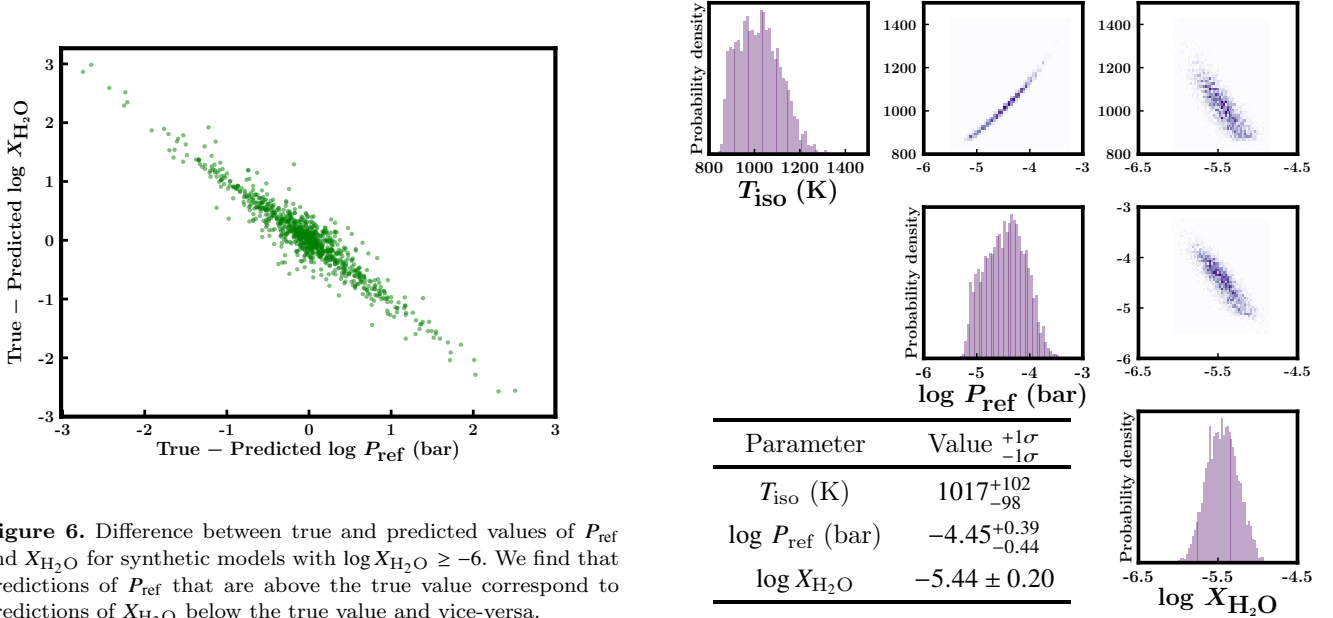 3
2
1
0
-1
-2
-3
-3 -2 -1 0 1 2 3
True − Predicted log X_H₂O
True − Predicted log P_ref (bar)
igure 6. Difference between true and predicted values of P_ref
nd X_H₂O for synthetic models with log X_H₂O ≥ −6. We find that
redictions of P_ref that are above the true value correspond to
redictions of X_H₂O below the true value and vice-versa.
Probability density
800 1000 1200 1400
T_iso (K)
1400
1200
1000
800
-6 -5 -4 -3
1400
1200
1000
800
-6.5 -5.5 -4.5
Probability density
-6 -5 -4 -3
log P_ref (bar)
-3
-4
-5
-6
-6.5 -5.5 -4.5
Parameter Value +1σ −1σ
T_iso (K) 1017 +102 −98
log P_ref (bar) −4.45 +0.39 −0.44
log X_H₂O −5.44 ± 0.20
Probability density
-6.5 -5.5 -4.5
log X_H₂O